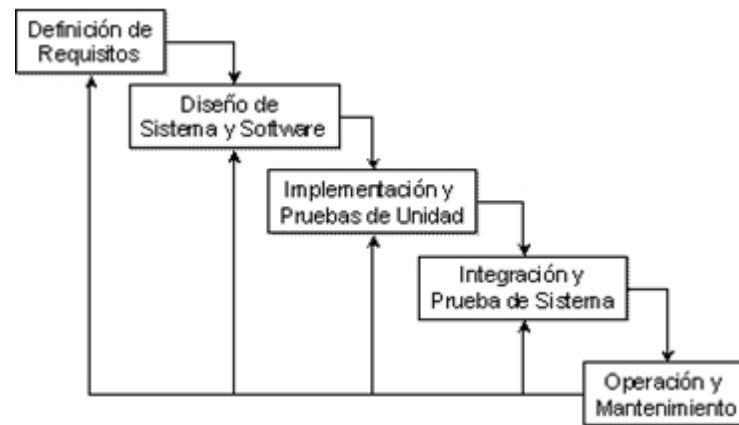 Definición de
Requisitos
Diseño de
Sistema y Software
Implementación y
Pruebas de Unidad
Integración y
Prueba de Sistema
Operación y
Mantenimiento